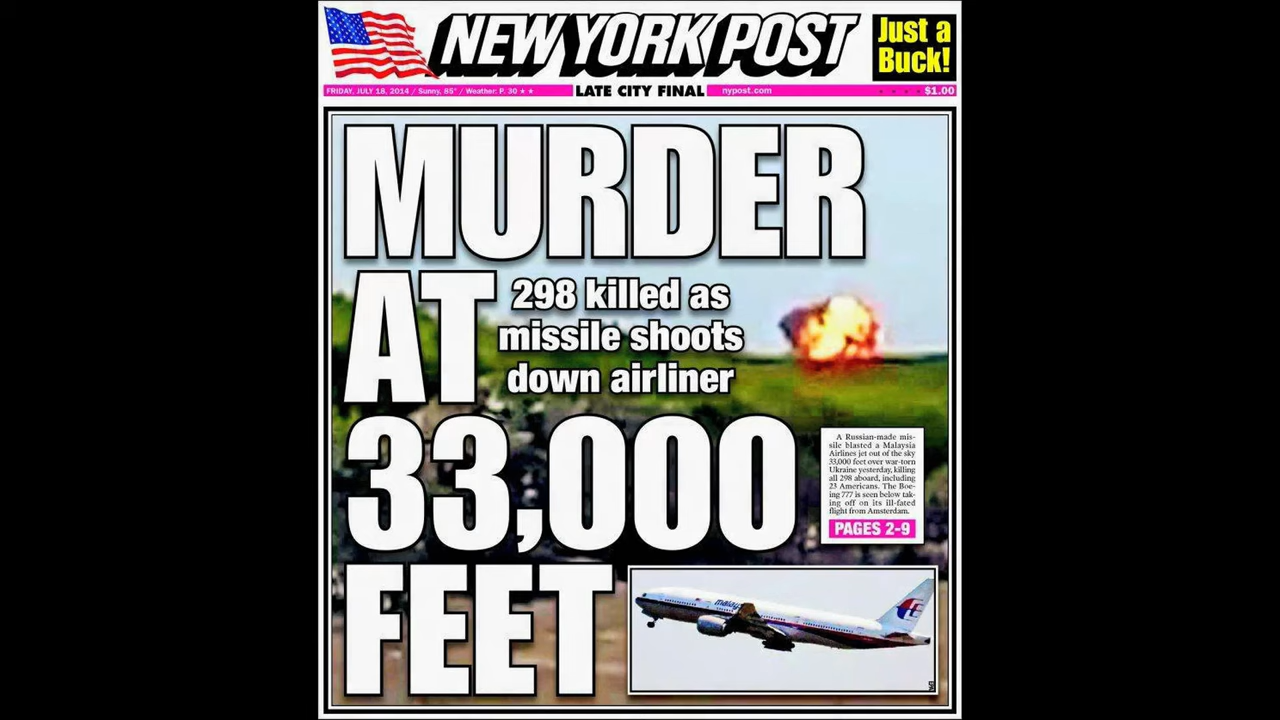 NEW YORK POST
Just a
Buck!
FRIDAY, JULY 18, 2014 / Sunny, 85° / Weather: P. 30 ★ ★
LATE CITY FINAL
nypost.com
$1.00
MURDER
AT
298 killed as
missile shoots
down airliner
33,000
A Russian-made mis-
sile blasted a Malaysia
Airlines jet out of the sky
33,000 feet over war-torn
Ukraine yesterday, killing
all 298 aboard, including
23 Americans. The Boe-
ing 777 is seen below tak-
ing off on its ill-fated
flight from Amsterdam.
PAGES 2-9
FEET